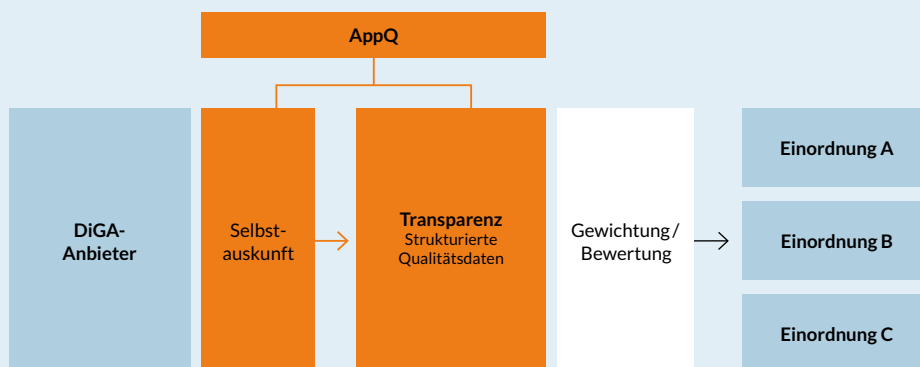 AppQ
DiGA-
Anbieter
Selbst-
auskunft
Transparenz
Strukturierte
Qualitätsdaten
Gewichtung/
Bewertung
Einordnung A
Einordnung B
Einordnung C